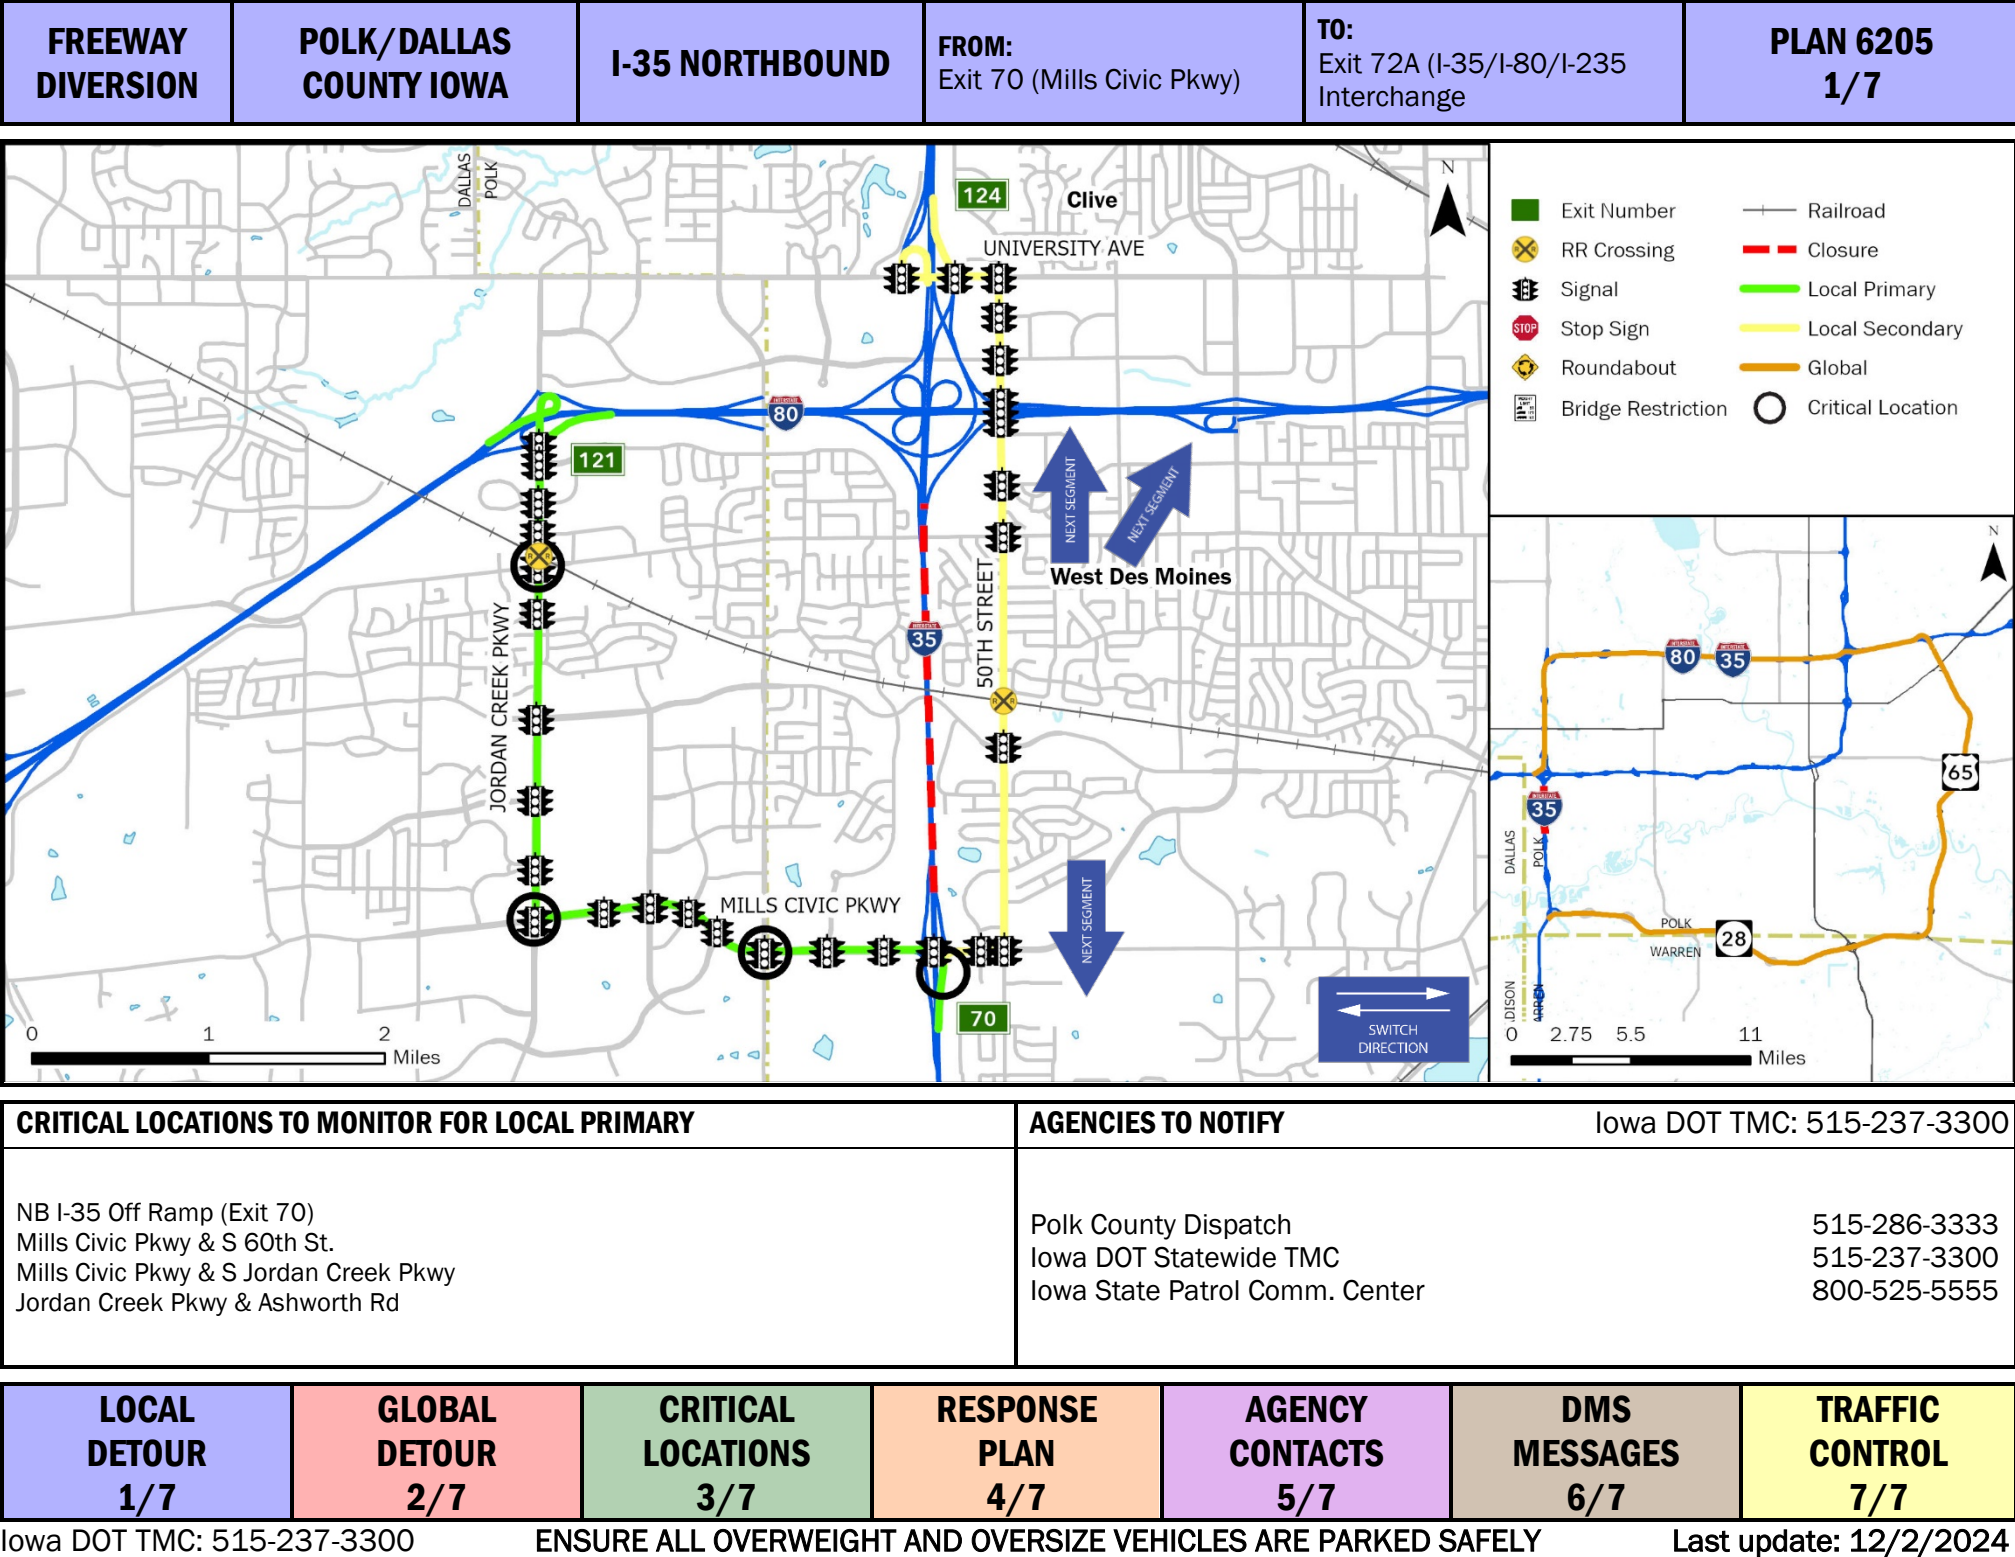 FREEWAY
DIVERSION
POLK/DALLAS
COUNTY IOWA
I-35 NORTHBOUND
FROM:
Exit 70 (Mills Civic Pkwy)
TO:
Exit 72A (I-35/I-80/I-235
Interchange
PLAN 6205
1/7
DALLAS
POLK
124
Clive
N
UNIVERSITY AVE
80
121
NEXT SEGMENT
NEXT SEGMENT
West Des Moines
35
50TH STREET
JORDAN CREEK PKWY
MILLS CIVIC PKWY
NEXT SEGMENT
70
SWITCH
DIRECTION
0 1 2
Miles
Exit Number
RR Crossing
Signal
STOP
Stop Sign
Roundabout
Bridge Restriction
Railroad
Closure
Local Primary
Local Secondary
Global
Critical Location
N
80
35
65
35
DALLAS
POLK
POLK
28
WARREN
DISON
ARREN
0 2.75 5.5 11
Miles
CRITICAL LOCATIONS TO MONITOR FOR LOCAL PRIMARY
NB I-35 Off Ramp (Exit 70)
Mills Civic Pkwy & S 60th St.
Mills Civic Pkwy & S Jordan Creek Pkwy
Jordan Creek Pkwy & Ashworth Rd
AGENCIES TO NOTIFY Iowa DOT TMC: 515-237-3300
Polk County Dispatch 515-286-3333
Iowa DOT Statewide TMC 515-237-3300
Iowa State Patrol Comm. Center 800-525-5555
LOCAL
DETOUR
1/7
GLOBAL
DETOUR
2/7
CRITICAL
LOCATIONS
3/7
RESPONSE
PLAN
4/7
AGENCY
CONTACTS
5/7
DMS
MESSAGES
6/7
TRAFFIC
CONTROL
7/7
Iowa DOT TMC: 515-237-3300 ENSURE ALL OVERWEIGHT AND OVERSIZE VEHICLES ARE PARKED SAFELY Last update: 12/2/2024